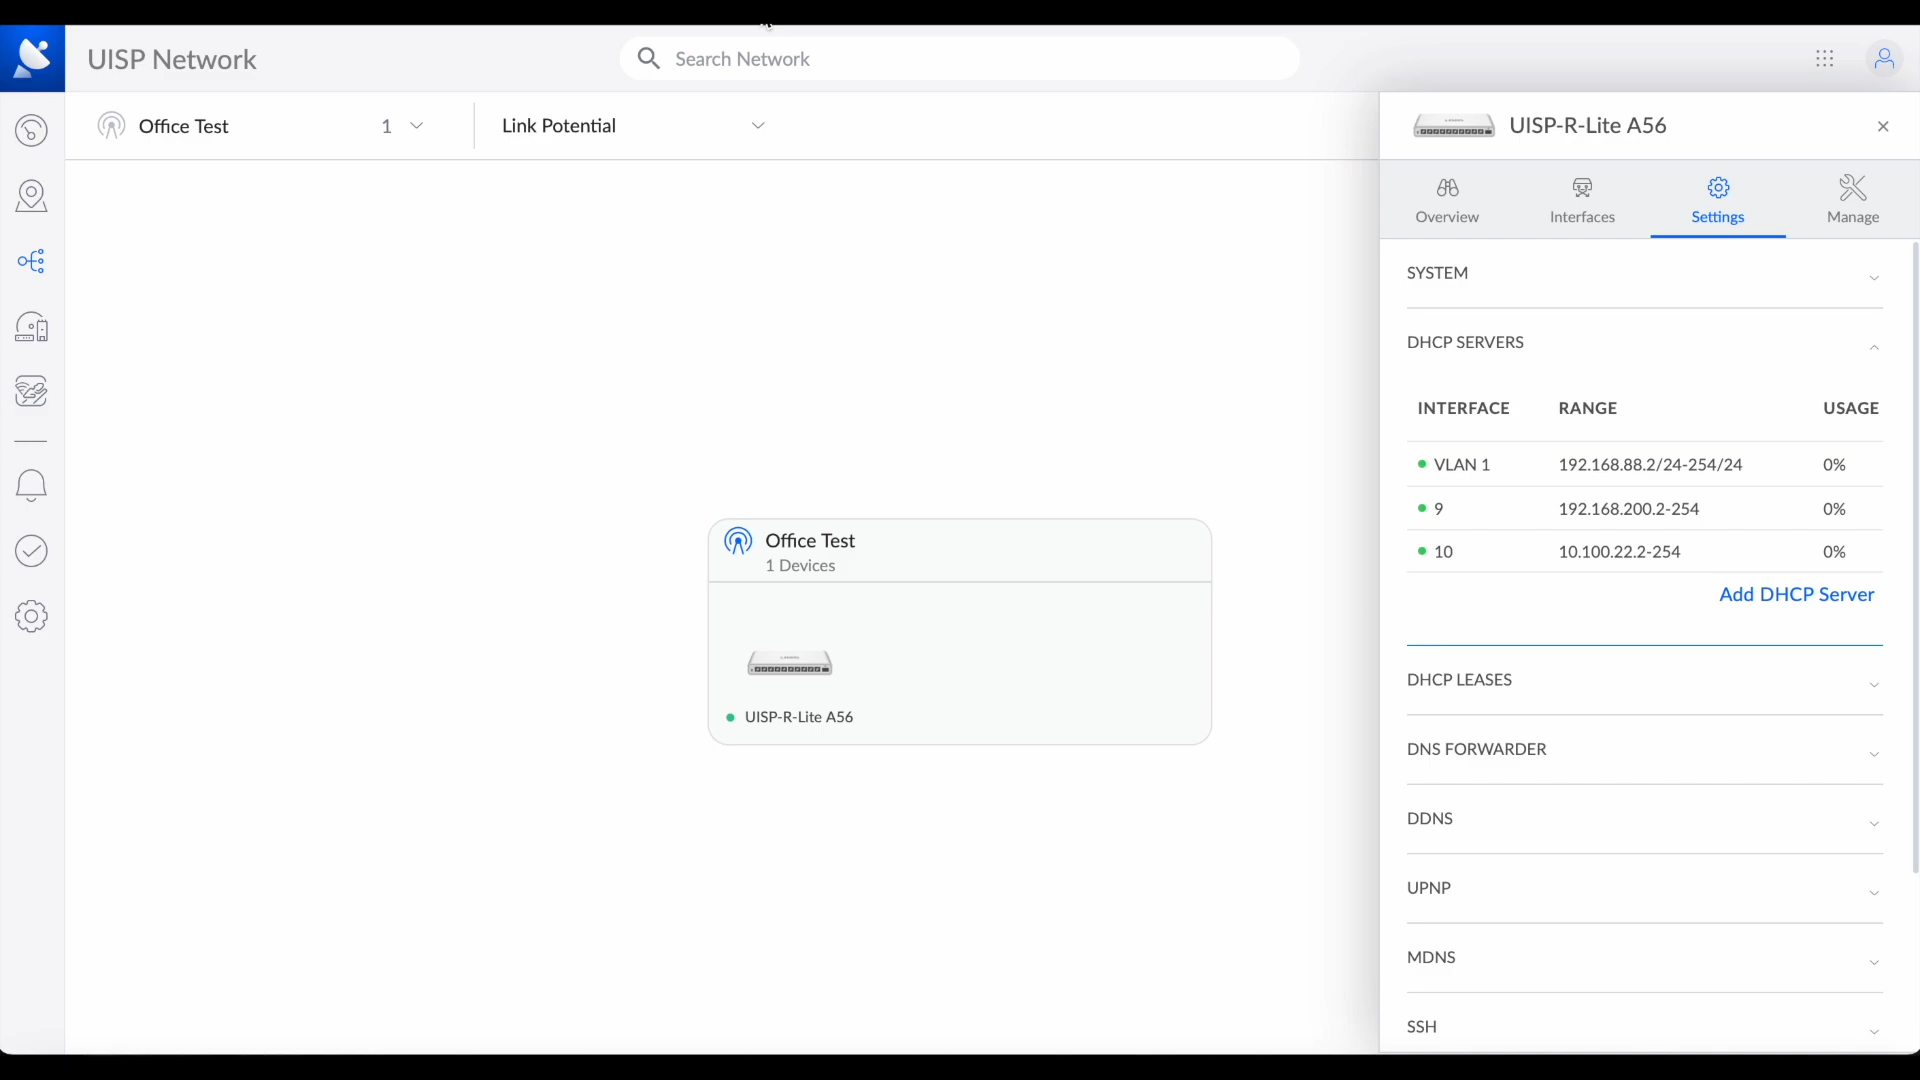 UISP Network
Search Network
Office Test 1
Link Potential
UISP-R-Lite A56
Overview
Interfaces
Settings
Manage
SYSTEM
DHCP SERVERS
INTERFACE RANGE USAGE
VLAN 1 192.168.88.2/24-254/24 0%
9 192.168.200.2-254 0%
10 10.100.22.2-254 0%
Add DHCP Server
DHCP LEASES
DNS FORWARDER
DDNS
UPNP
MDNS
SSH
Office Test
1 Devices
UISP-R-Lite A56